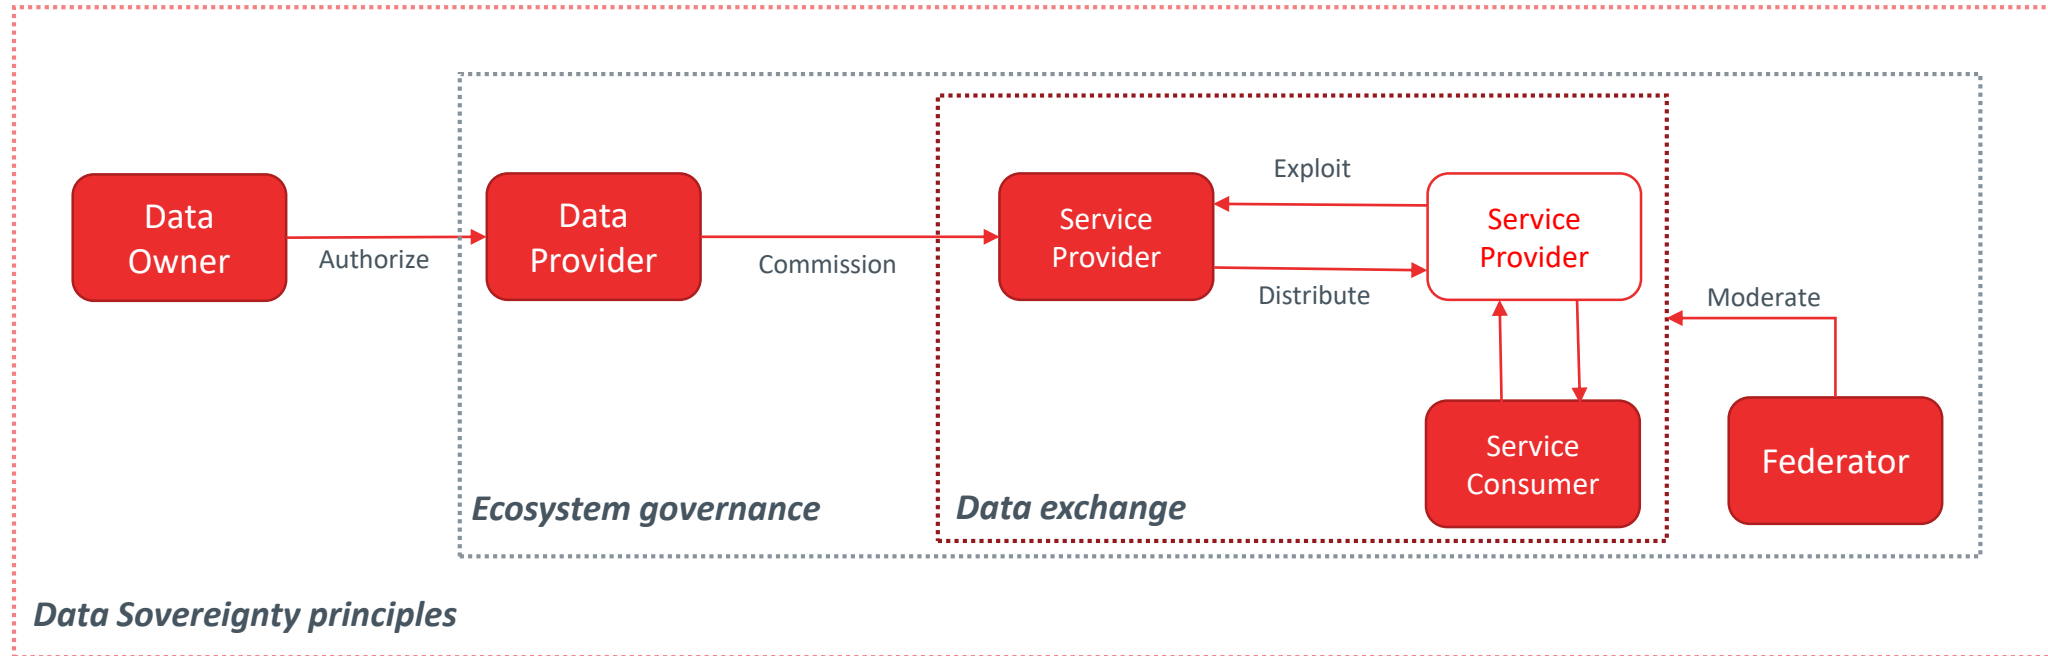 Data
Owner
Authorize
Data
Provider
Commission
Service
Provider
Exploit
Distribute
Service
Provider
Moderate
Service
Consumer
Federator
Ecosystem governance
Data exchange
Data Sovereignty principles